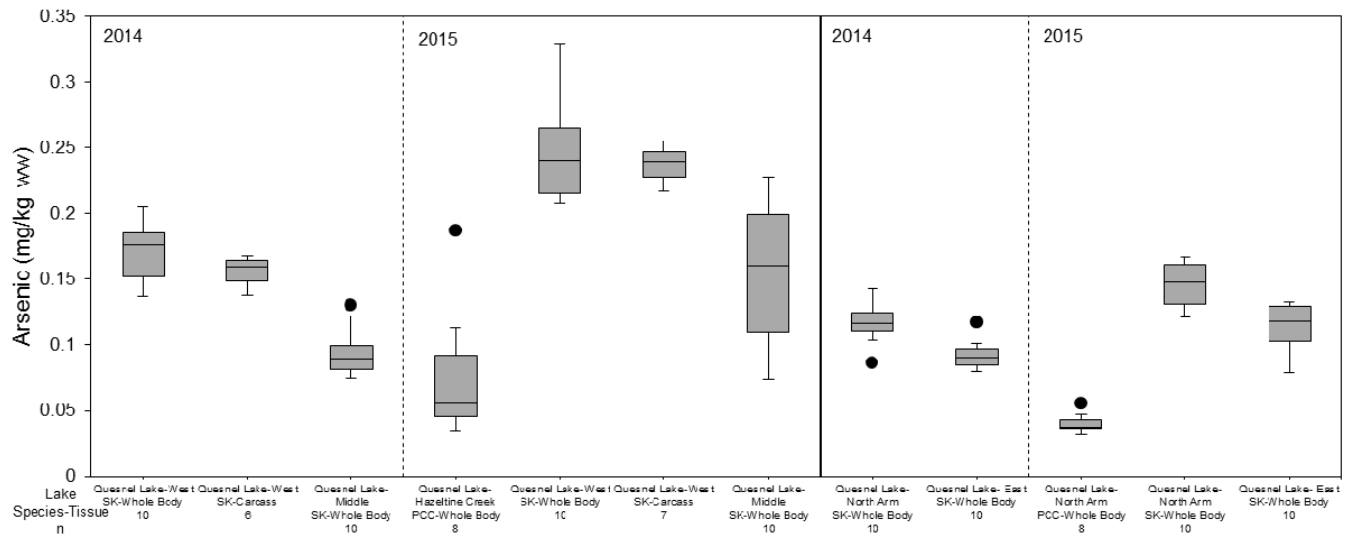 0.35
0.3
0.25
0.2
0.15
0.1
0.05
0
Arsenic (mg/kg ww)
2014
2015
2014
2015
Lake
Species-Tissue
n
Quesnel Lake-West
SK-Whole Body
10
Quesnel Lake-West
SK-Carcass
6
Quesnel Lake-
Middle
SK-Whole Body
10
Quesnel Lake-
Hazeltine Creek
PCC-Whole Body
8
Quesnel Lake-West
SK-Whole Body
10
Quesnel Lake-West
SK-Carcass
7
Quesnel Lake-
Middle
SK-Whole Body
10
Quesnel Lake-
North Arm
SK-Whole Body
10
Quesnel Lake- East
SK-Whole Body
10
Quesnel Lake-
North Arm
PCC-Whole Body
8
Quesnel Lake-
North Arm
SK-Whole Body
10
Quesnel Lake- East
SK-Whole Body
10